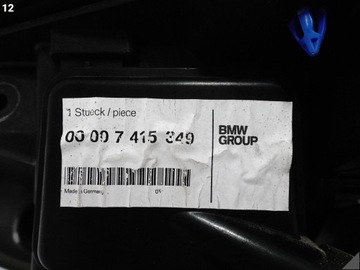 12
1 Stueck / piece
00 00 7 415 349
BMW
GROUP
Made in Germany
01